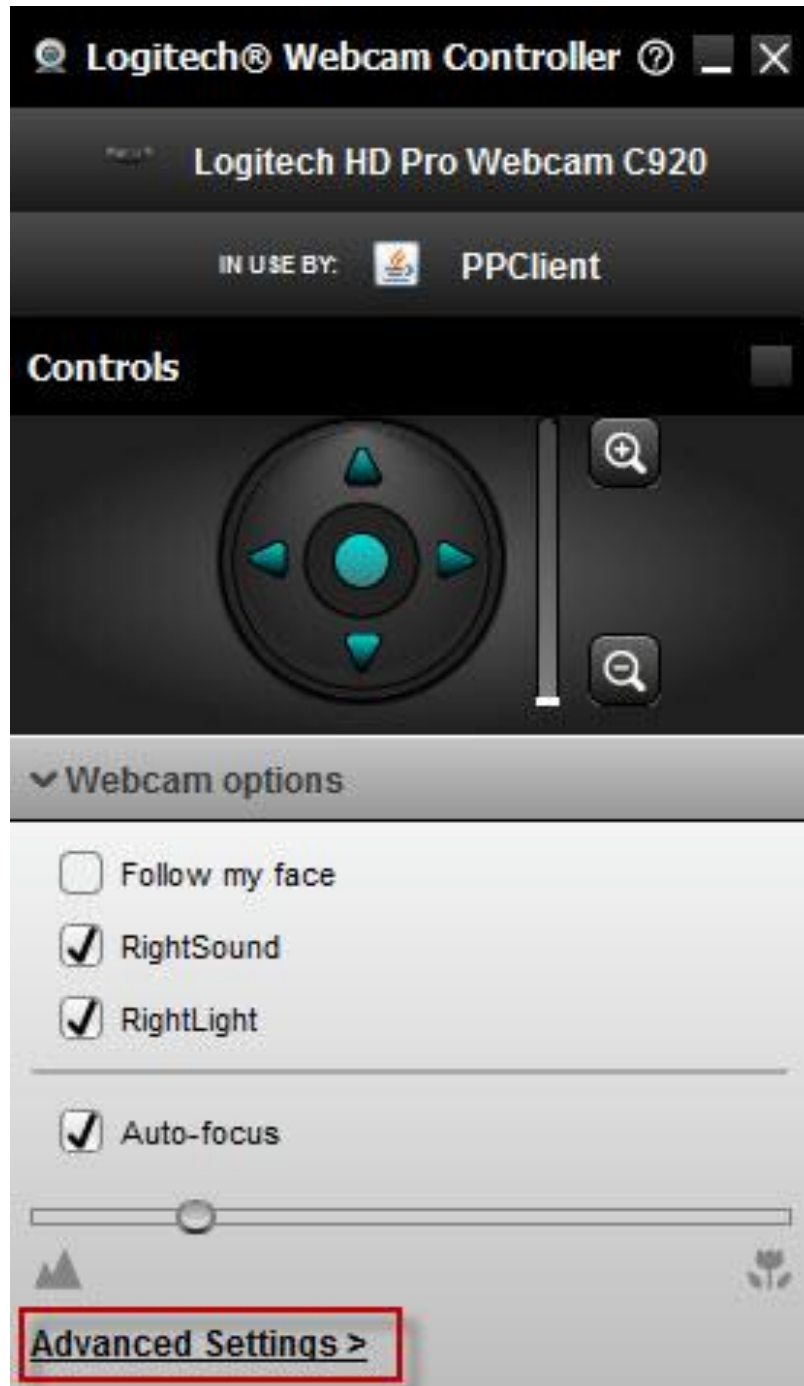 Logitech® Webcam Controller
Logitech HD Pro Webcam C920
IN USE BY: PPClient
Controls
Webcam options
Follow my face
RightSound
RightLight
Auto-focus
Advanced Settings >